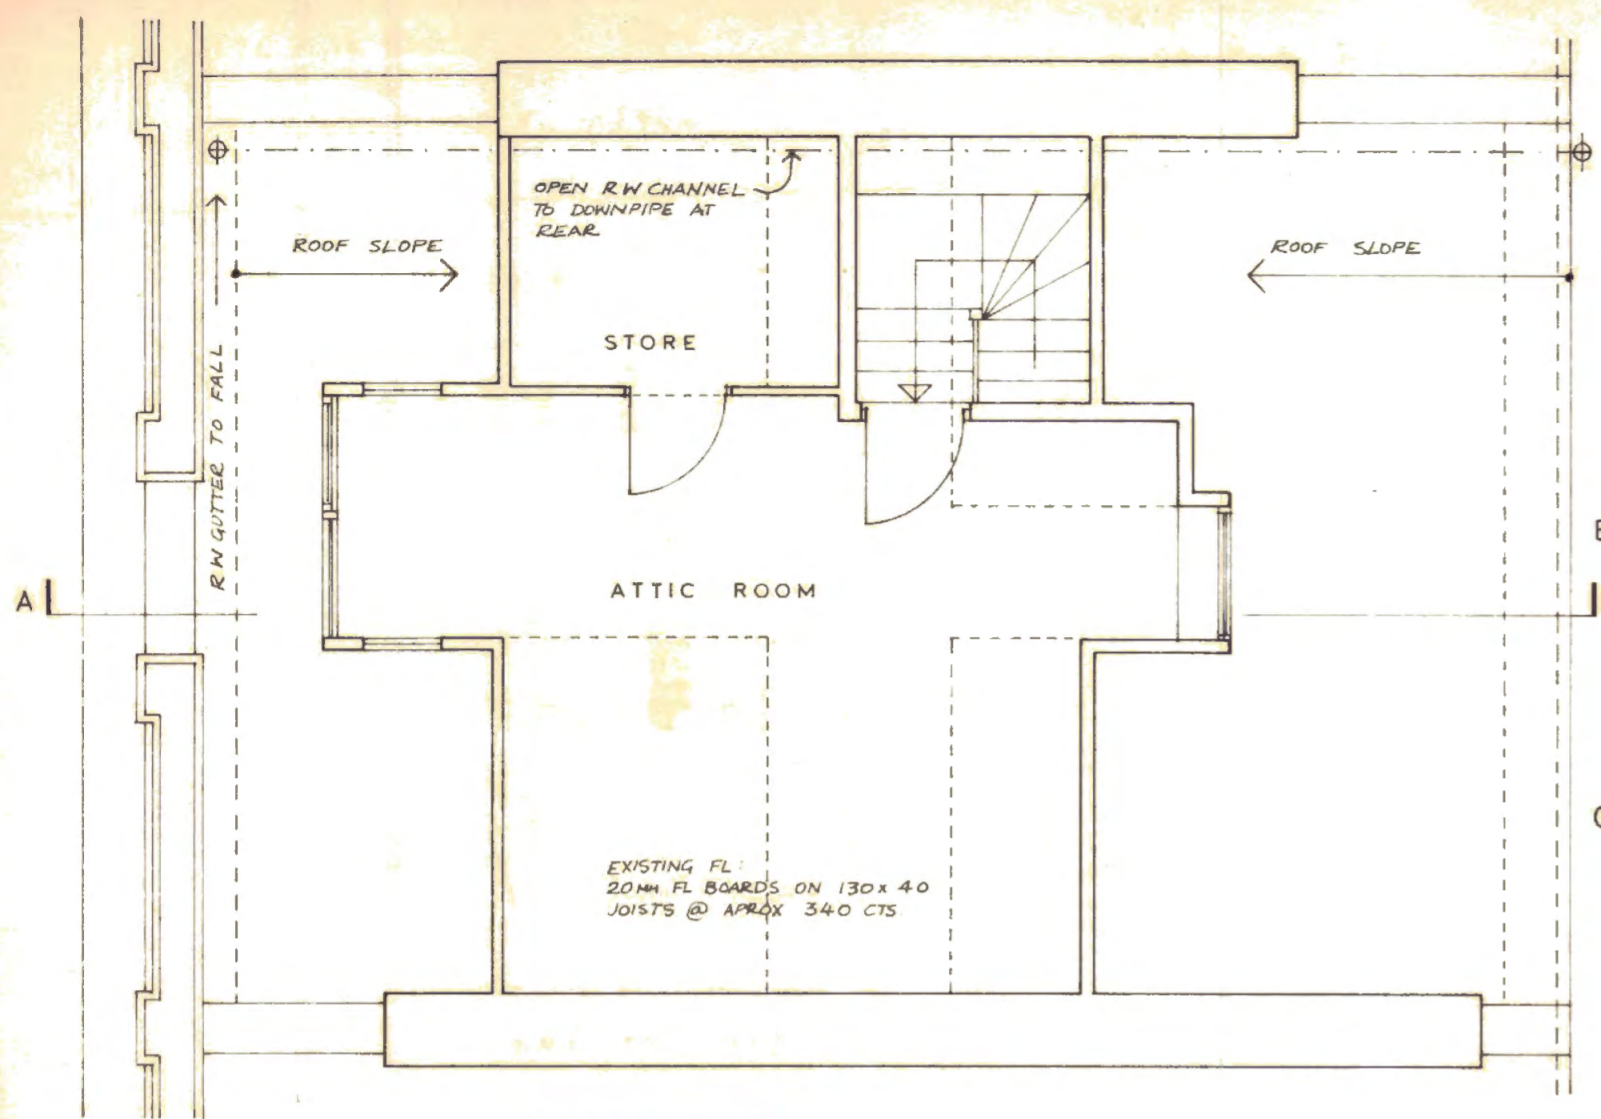 OPEN RW CHANNEL
TO DOWNPIPE AT
REAR
ROOF SLOPE
ROOF SLOPE
STORE
RW GUTTER TO FALL
A
ATTIC ROOM
EXISTING FL:
20MM FL BOARDS ON 130 x 40
JOISTS @ APROX 340 CTS